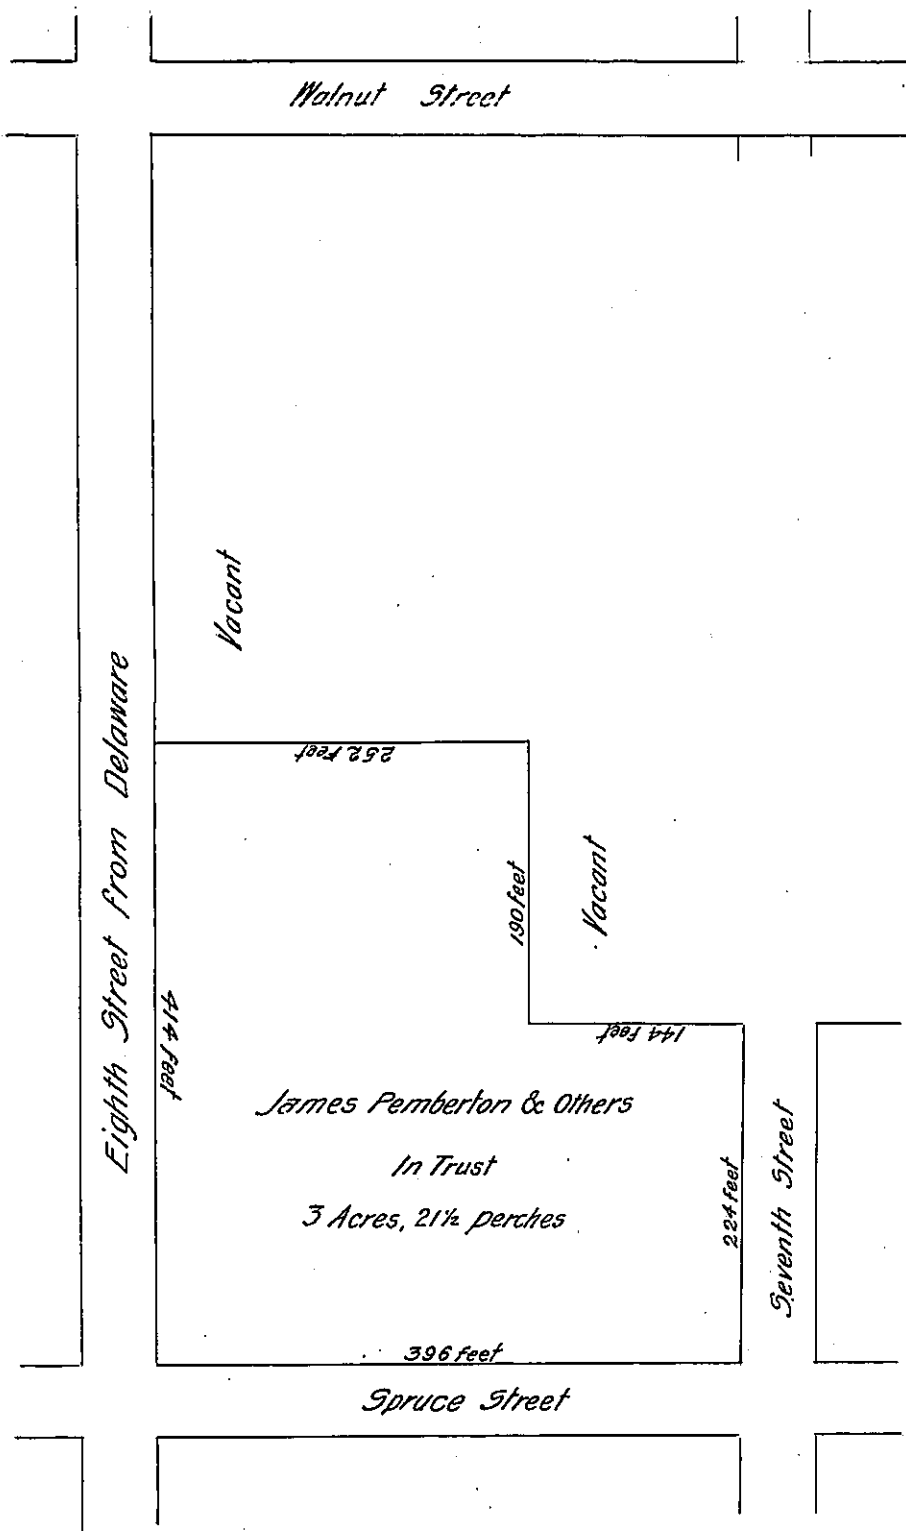 Walnut Street
Vacant
Eighth Street from Delaware
252 feet
190 feet
Vacant
414 feet
144 feet
James Pemberton & Others
In Trust
3 Acres, 21½ perches
224 feet
Seventh Street
396 feet
Spruce Street